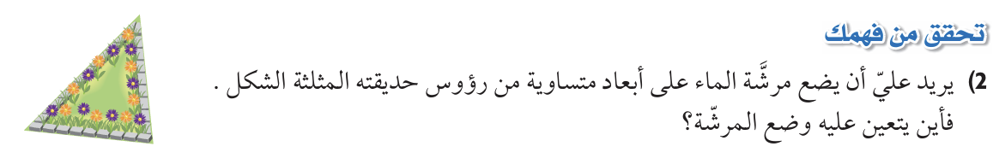 تحقق من فهمك
2) يريد عليّ أن يضع مرشَّة الماء على أبعاد متساوية من رؤوس حديقته المثلثة الشكل .
فأين يتعين عليه وضع المرشّة؟